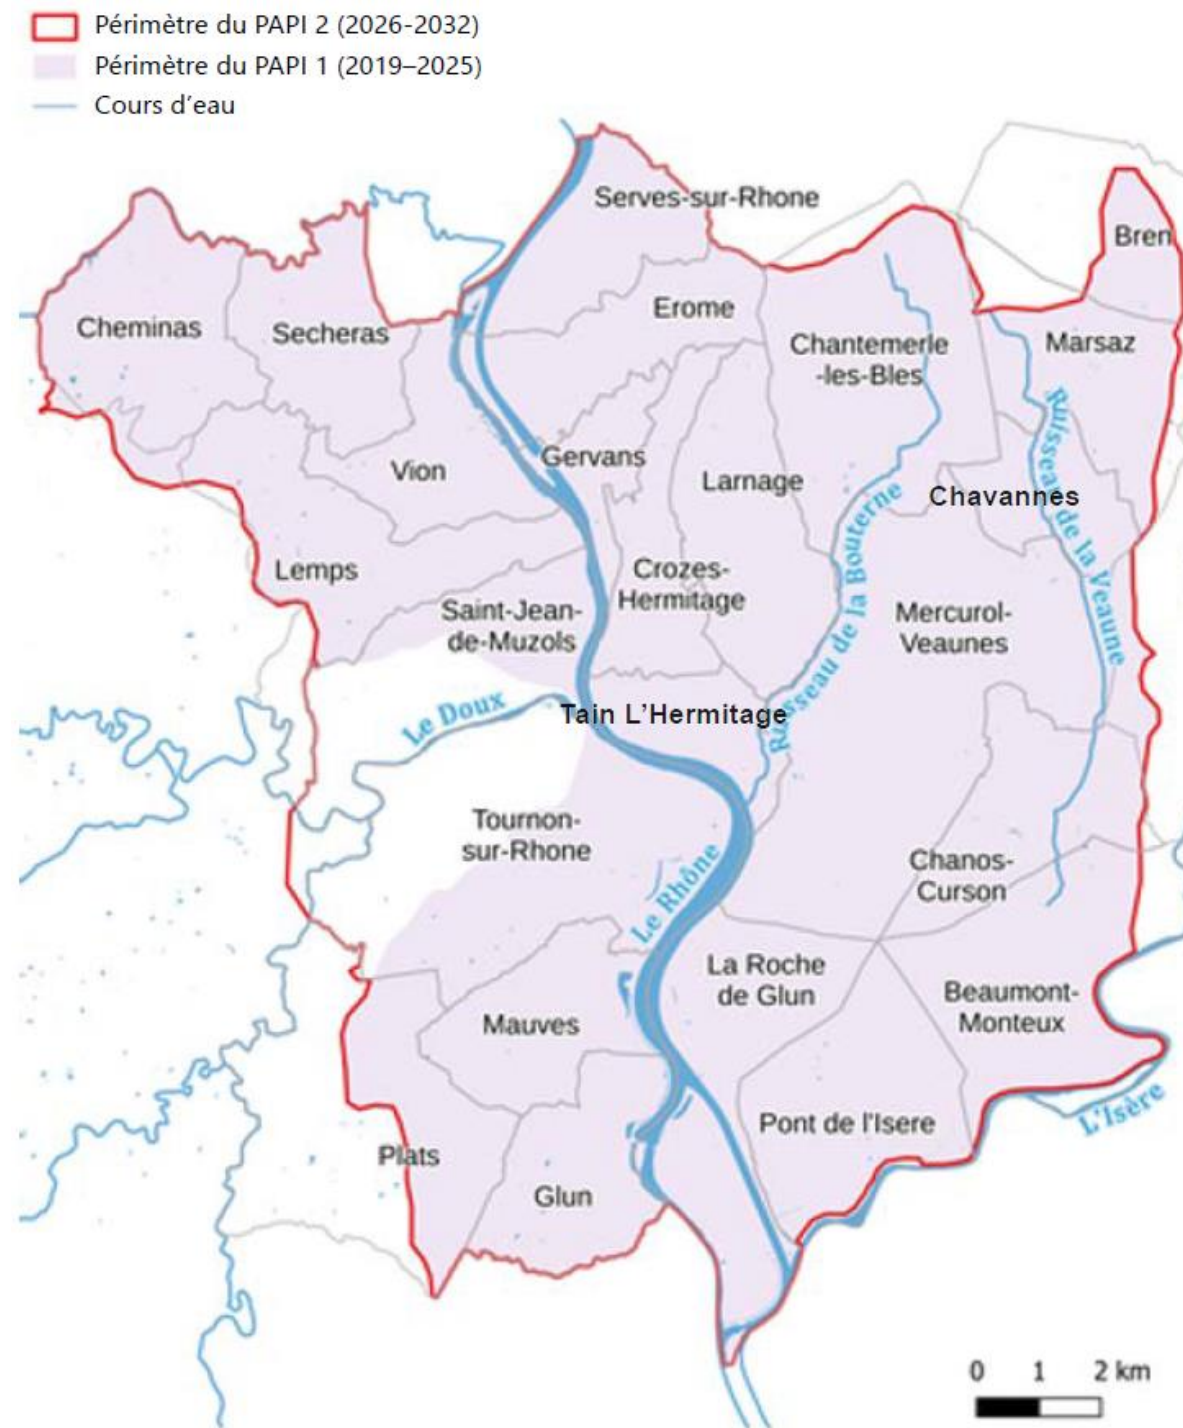 Périmètre du PAPI 2 (2026-2032)
Périmètre du PAPI 1 (2019–2025)
Cours d'eau
Serves-sur-Rhone
Bren
Cheminas
Secheras
Erome
Chantemerle
-les-Bles
Marsaz
Ruisseau de la Veaune
Vion
Gervans
Larnage
Chavannes
Ruisseau de la Bouterne
Lemps
Crozes-
Hermitage
Saint-Jean-
de-Muzols
Mercurol-
Veaunes
Le Doux
Tain L'Hermitage
Tournon-
sur-Rhone
Le Rhône
Chanos-
Curson
La Roche
de Glun
Beaumont-
Monteux
Mauves
Pont de l'Isere
L'Isère
Plats
Glun
0 1 2 km